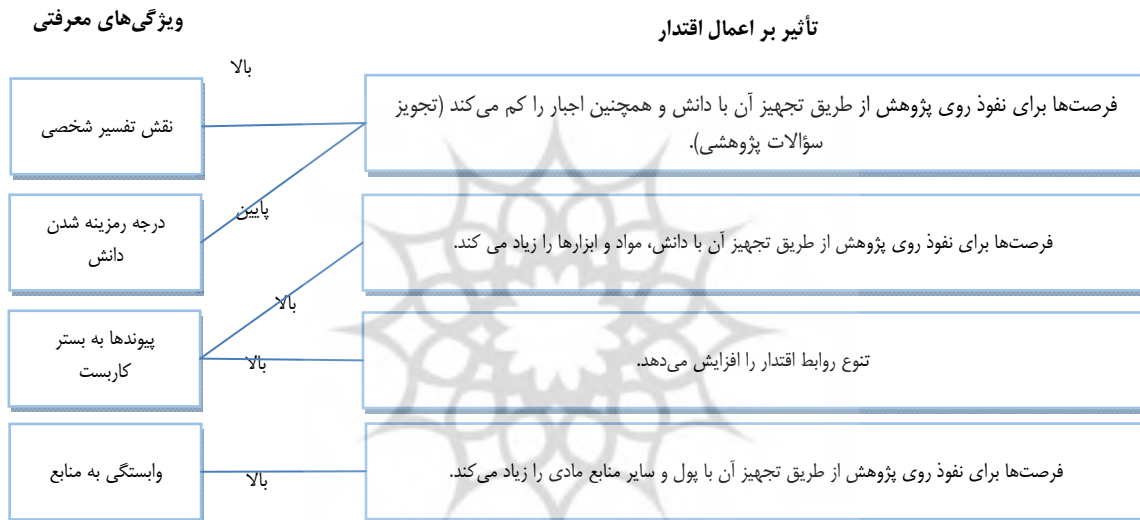 ویژگی‌های معرفتی
تأثیر بر اعمال اقتدار
بالا
نقش تفسیر شخصی
فرصت‌ها برای نفوذ روی پژوهش از طریق تجهیز آن با دانش و همچنین اجبار را کم می‌کند (تجویز
سؤالات پژوهشی).
پایین
درجه رمزینه شدن
دانش
فرصت‌ها برای نفوذ روی پژوهش از طریق تجهیز آن با دانش، مواد و ابزارها را زیاد می کند.
بالا
پیوندها به بستر
کاربست
بالا
تنوع روابط اقتدار را افزایش می‌دهد.
وابستگی به منابع
بالا
فرصت‌ها برای نفوذ روی پژوهش از طریق تجهیز آن با پول و سایر منابع مادی را زیاد می‌کند.